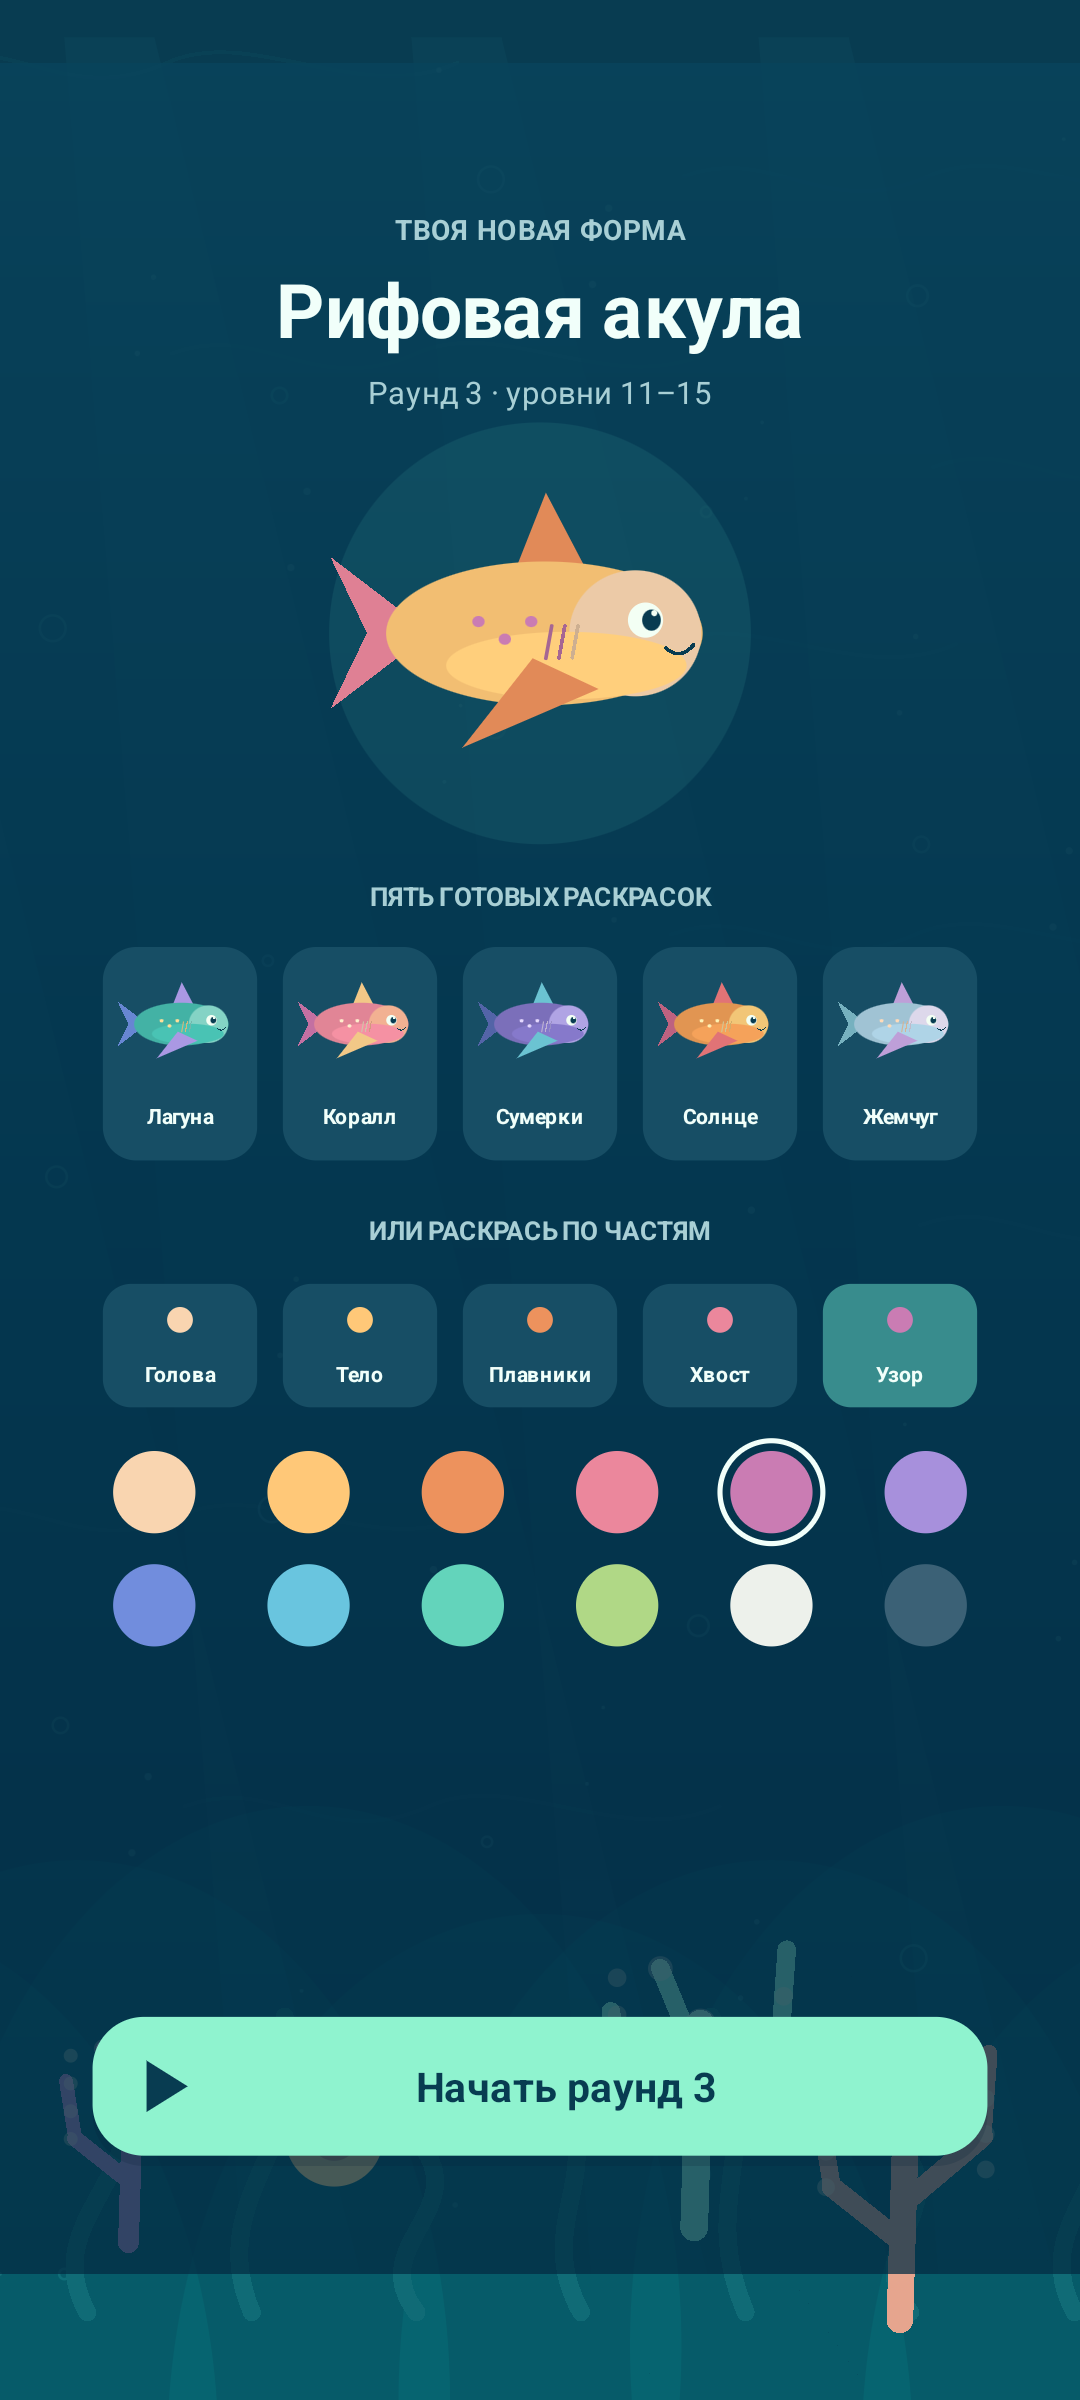 ТВОЯ НОВАЯ ФОРМА
Рифовая акула
Раунд 3 · уровни 11–15
ПЯТЬ ГОТОВЫХ РАСКРАСОК
Лагуна
Коралл
Сумерки
Солнце
Жемчуг
ИЛИ РАСКРАСЬ ПО ЧАСТЯМ
Голова
Тело
Плавники
Хвост
Узор
Начать раунд 3